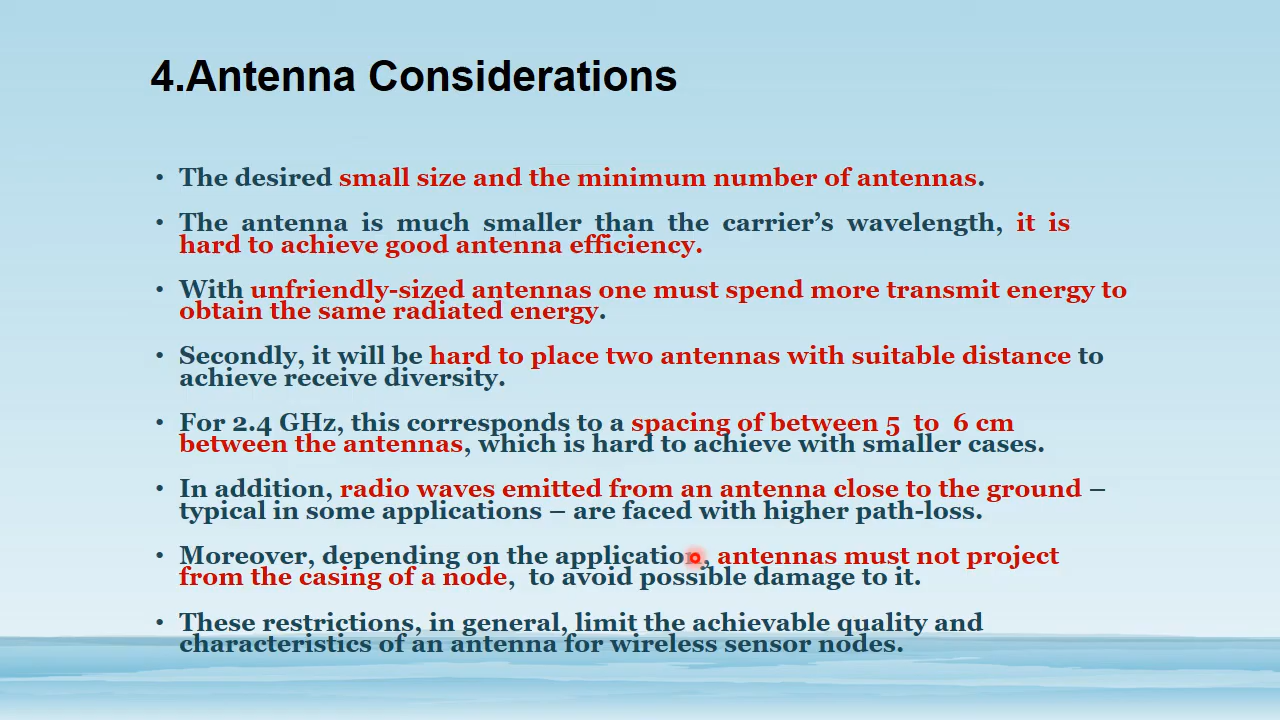 4.Antenna Considerations
• The desired small size and the minimum number of antennas.
• The antenna is much smaller than the carrier’s wavelength, it is
hard to achieve good antenna efficiency.
• With unfriendly-sized antennas one must spend more transmit energy to
obtain the same radiated energy.
• Secondly, it will be hard to place two antennas with suitable distance to
achieve receive diversity.
• For 2.4 GHz, this corresponds to a spacing of between 5 to 6 cm
between the antennas, which is hard to achieve with smaller cases.
• In addition, radio waves emitted from an antenna close to the ground –
typical in some applications – are faced with higher path-loss.
• Moreover, depending on the application, antennas must not project
from the casing of a node, to avoid possible damage to it.
• These restrictions, in general, limit the achievable quality and
characteristics of an antenna for wireless sensor nodes.